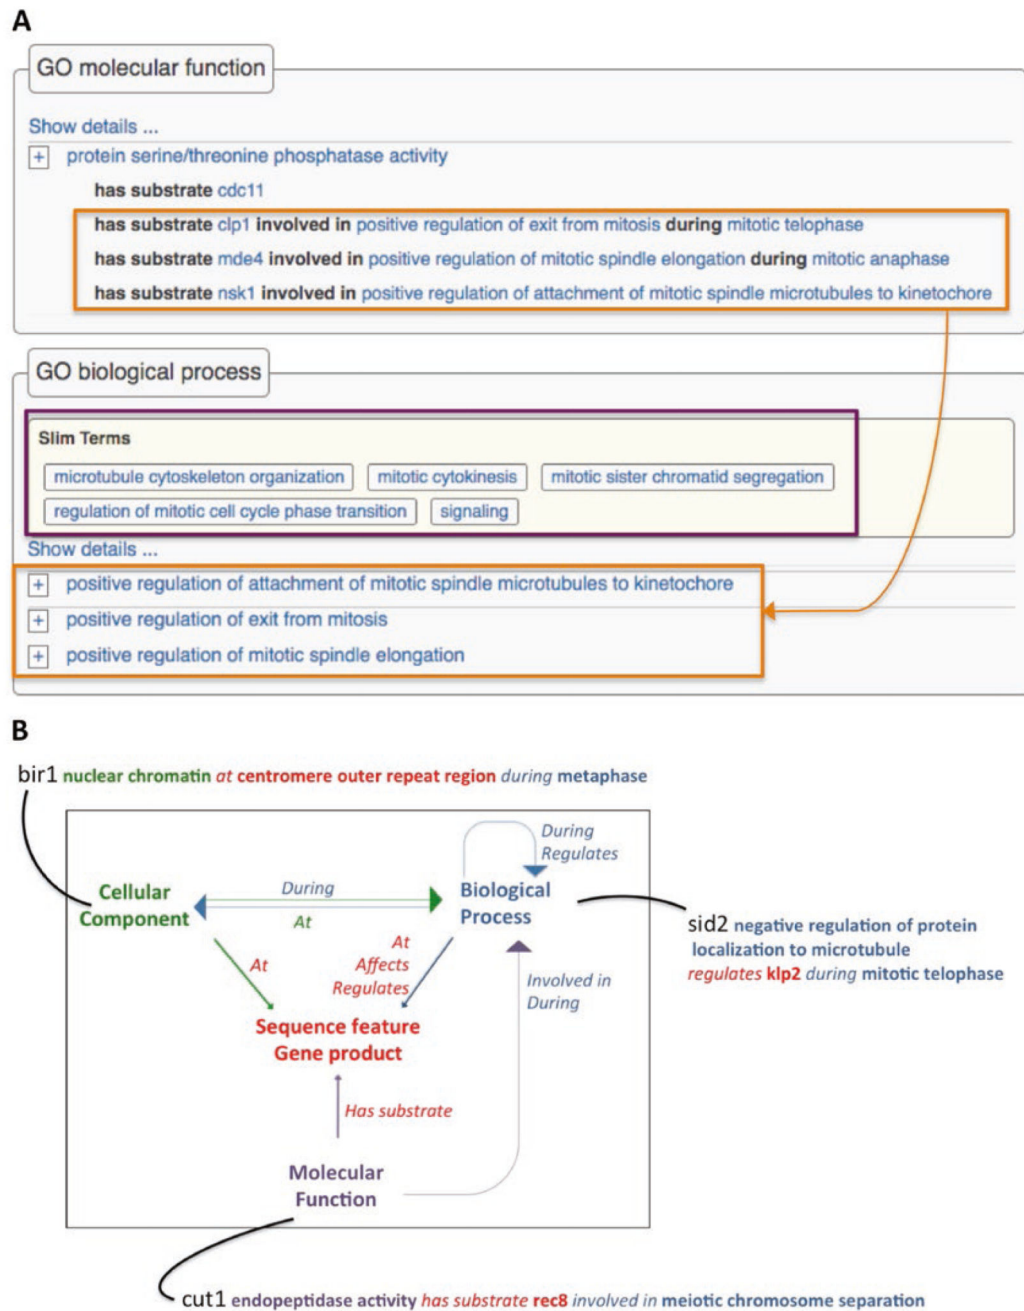 A
GO molecular function
Show details ...
+ protein serine/threonine phosphatase activity
has substrate cdc11
has substrate clp1 involved in positive regulation of exit from mitosis during mitotic telophase
has substrate mde4 involved in positive regulation of mitotic spindle elongation during mitotic anaphase
has substrate nsk1 involved in positive regulation of attachment of mitotic spindle microtubules to kinetochore
GO biological process
Slim Terms
microtubule cytoskeleton organization mitotic cytokinesis mitotic sister chromatid segregation
regulation of mitotic cell cycle phase transition signaling
Show details ...
+ positive regulation of attachment of mitotic spindle microtubules to kinetochore
+ positive regulation of exit from mitosis
+ positive regulation of mitotic spindle elongation
B
bir1 nuclear chromatin at centromere outer repeat region during metaphase
During
Regulates
Cellular
Component
During
At
Biological
Process
At
At
Affects
Regulates
Involved in
During
sid2 negative regulation of protein
localization to microtubule
regulates klp2 during mitotic telophase
Sequence feature
Gene product
Has substrate
Molecular
Function
cut1 endopeptidase activity has substrate rec8 involved in meiotic chromosome separation